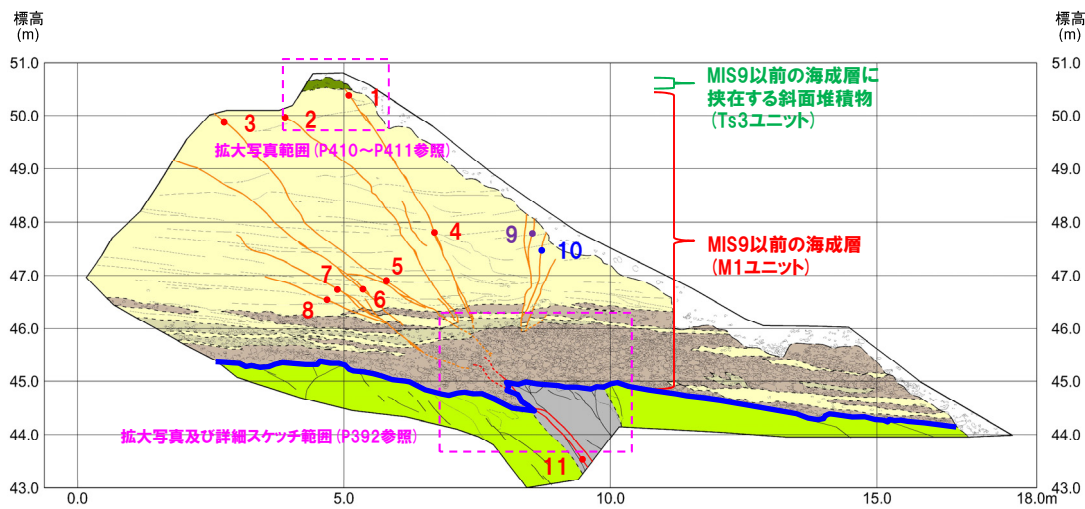 標高
(m)
標高
(m)
51.0
50.0
49.0
48.0
47.0
46.0
45.0
44.0
43.0
51.0
50.0
49.0
48.0
47.0
46.0
45.0
44.0
43.0
MIS9以前の海成層に
挟在する斜面堆積物
(Ts3ユニット)
1
2
3
拡大写真範囲(P410～P411参照)
4
9
10
MIS9以前の海成層
(M1ユニット)
5
7
6
8
拡大写真及び詳細スケッチ範囲(P392参照)
11
0.0
5.0
10.0
15.0
18.0m